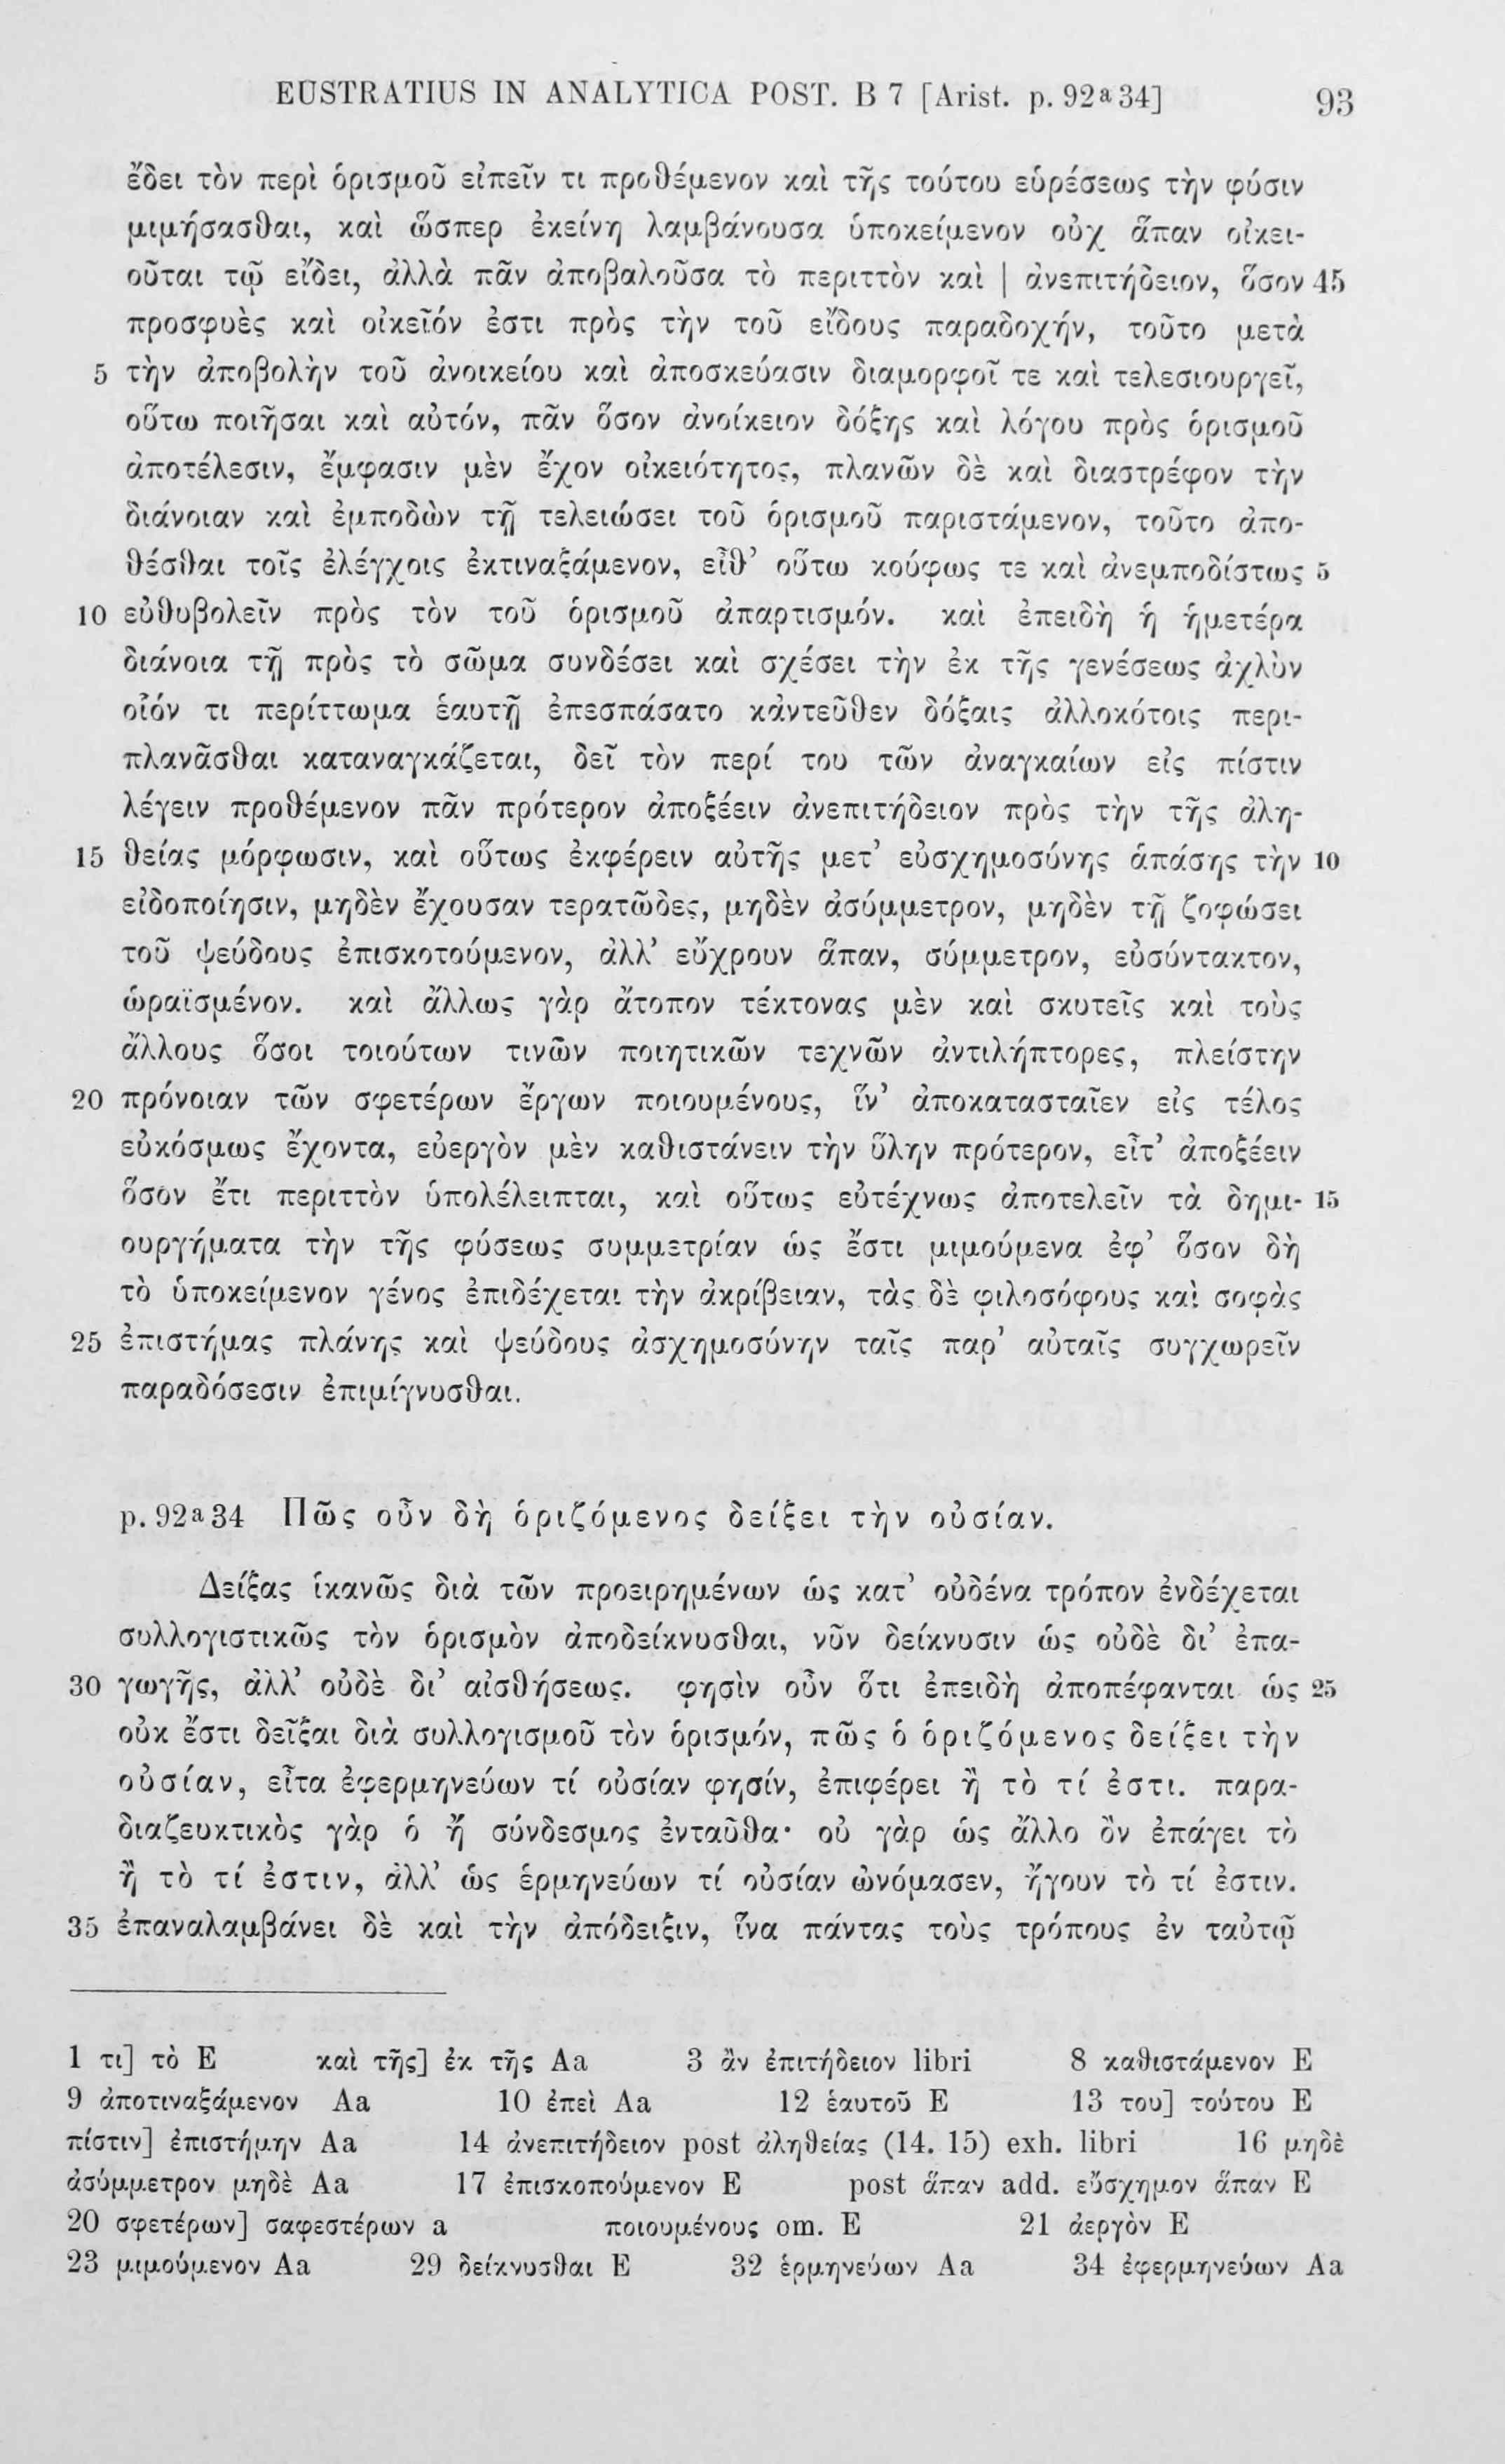 EUSTRATIUS IN ANALYTICA POST. B 7 [Arist. p. 92ª34] 93
ἔδει τὸν περὶ ὁρισμοῦ εἰπεῖν τι προθέμενον καὶ τῆς τούτου εὑρέσεως τὴν φύσιν
μιμήσασθαι, καὶ ὥσπερ ἐκείνη λαμβάνουσα ὑποκείμενον οὐχ ἅπαν οἰκει-
οῦται τῷ εἴδει, ἀλλὰ πᾶν ἀποβαλοῦσα τὸ περιττὸν καὶ | ἀνεπιτήδειον, ὅσον 45
προσφυὲς καὶ οἰκεῖόν ἐστι πρὸς τὴν τοῦ εἴδους παραδοχήν, τοῦτο μετὰ
5 τὴν ἀποβολὴν τοῦ ἀνοικείου καὶ ἀποσκεύασιν διαμορφοῖ τε καὶ τελεσιουργεῖ,
οὕτω ποιῆσαι καὶ αὐτόν, πᾶν ὅσον ἀνοίκειον δόξης καὶ λόγου πρὸς ὁρισμοῦ
ἀποτέλεσιν, ἔμφασιν μὲν ἔχον οἰκειότητος, πλανῶν δὲ καὶ διαστρέφον τὴν
διάνοιαν καὶ ἐμποδὼν τῇ τελειώσει τοῦ ὁρισμοῦ παριστάμενον, τοῦτο ἀπο-
θέσθαι τοῖς ἐλέγχοις ἐκτιναξάμενον, εἶθ’ οὕτω κούφως τε καὶ ἀνεμποδίστως 5
10 εὐθυβολεῖν πρὸς τὸν τοῦ ὁρισμοῦ ἀπαρτισμόν. καὶ ἐπειδὴ ἡ ἡμετέρα
διάνοια τῇ πρὸς τὸ σῶμα συνδέσει καὶ σχέσει τὴν ἐκ τῆς γενέσεως ἀχλὺν
οἷόν τι περίττωμα ἑαυτῇ ἐπεσπάσατο κἀντεῦθεν δόξαις ἀλλοκότοις περι-
πλανᾶσθαι καταναγκάζεται, δεῖ τὸν περί του τῶν ἀναγκαίων εἰς πίστιν
λέγειν προθέμενον πᾶν πρότερον ἀποξέειν ἀνεπιτήδειον πρὸς τὴν τῆς ἀλη-
15 θείας μόρφωσιν, καὶ οὕτως ἐκφέρειν αὐτῆς μετ’ εὐσχημοσύνης ἁπάσης τὴν 10
εἰδοποίησιν, μηδὲν ἔχουσαν τερατῶδες, μηδὲν ἀσύμμετρον, μηδὲν τῇ ζοφώσει
τοῦ ψεύδους ἐπισκοτούμενον, ἀλλ’ εὔχρουν ἅπαν, σύμμετρον, εὐσύντακτον,
ὡραϊσμένον. καὶ ἄλλως γὰρ ἄτοπον τέκτονας μὲν καὶ σκυτεῖς καὶ τοὺς
ἄλλους ὅσοι τοιούτων τινῶν ποιητικῶν τεχνῶν ἀντιλήπτορες, πλείστην
20 πρόνοιαν τῶν σφετέρων ἔργων ποιουμένους, ἵν’ ἀποκατασταῖεν εἰς τέλος
εὐκόσμως ἔχοντα, εὐεργὸν μὲν καθιστάνειν τὴν ὕλην πρότερον, εἶτ’ ἀποξέειν
ὅσον ἔτι περιττὸν ὑπολέλειπται, καὶ οὕτως εὐτέχνως ἀποτελεῖν τὰ δημι- 15
ουργήματα τὴν τῆς φύσεως συμμετρίαν ὡς ἔστι μιμούμενα ἐφ’ ὅσον δὴ
τὸ ὑποκείμενον γένος ἐπιδέχεται τὴν ἀκρίβειαν, τὰς δὲ φιλοσόφους καὶ σοφὰς
25 ἐπιστήμας πλάνης καὶ ψεύδους ἀσχημοσύνην ταῖς παρ’ αὐταῖς συγχωρεῖν
παραδόσεσιν ἐπιμίγνυσθαι.
p. 92ª34 Πῶς οὖν δὴ ὁριζόμενος δείξει τὴν οὐσίαν.
Δείξας ἱκανῶς διὰ τῶν προειρημένων ὡς κατ’ οὐδένα τρόπον ἐνδέχεται
συλλογιστικῶς τὸν ὁρισμὸν ἀποδείκνυσθαι, νῦν δείκνυσιν ὡς οὐδὲ δι’ ἐπα-
30 γωγῆς, ἀλλ’ οὐδὲ δι’ αἰσθήσεως. φησὶν οὖν ὅτι ἐπειδὴ ἀποπέφανται ὡς 25
οὐκ ἔστι δεῖξαι διὰ συλλογισμοῦ τὸν ὁρισμόν, πῶς ὁ ὁριζόμενος δείξει τὴν
οὐσίαν, εἶτα ἐφερμηνεύων τί οὐσίαν φησίν, ἐπιφέρει ἢ τὸ τί ἐστι. παρα-
διαζευκτικὸς γὰρ ὁ ἤ σύνδεσμος ἐνταῦθα· οὐ γὰρ ὡς ἄλλο ὂν ἐπάγει τὸ
ἢ τὸ τί ἐστιν, ἀλλ’ ὡς ἑρμηνεύων τί οὐσίαν ὠνόμασεν, ἤγουν τὸ τί ἐστιν.
35 ἐπαναλαμβάνει δὲ καὶ τὴν ἀπόδειξιν, ἵνα πάντας τοὺς τρόπους ἐν ταὐτῷ
1 τι] τὸ E καὶ τῆς] ἐκ τῆς Aa 3 ἂν ἐπιτήδειον libri 8 καθιστάμενον E
9 ἀποτιναξάμενον Aa 10 ἐπεὶ Aa 12 ἑαυτοῦ E 13 του] τούτου E
πίστιν] ἐπιστήμην Aa 14 ἀνεπιτήδειον post ἀληθείας (14. 15) exh. libri 16 μηδὲ
ἀσύμμετρον μηδὲ Aa 17 ἐπισκοπούμενον E post ἅπαν add. εὔσχημον ἅπαν E
20 σφετέρων] σαφεστέρων a ποιουμένους om. E 21 ἀεργὸν E
23 μιμούμενον Aa 29 δείκνυσθαι E 32 ἑρμηνεύων Aa 34 ἐφερμηνεύων Aa